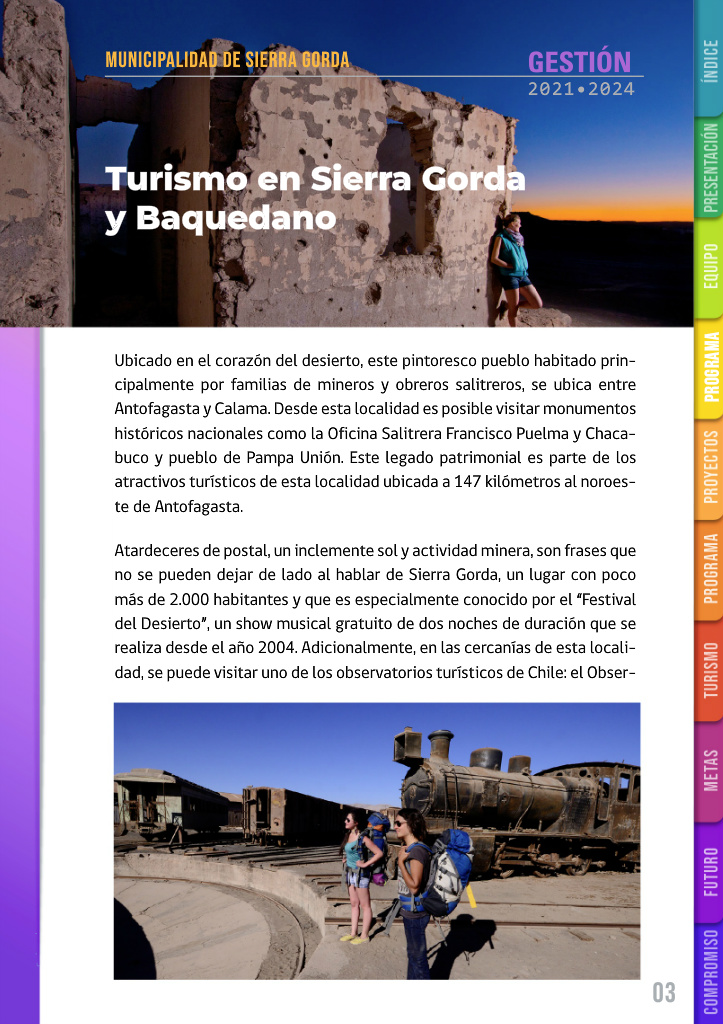 MUNICIPALIDAD DE SIERRA GORDA
GESTIÓN
2021•2024
Turismo en Sierra Gorda
y Baquedano
Ubicado en el corazón del desierto, este pintoresco pueblo habitado prin-
cipalmente por familias de mineros y obreros salitreros, se ubica entre
Antofagasta y Calama. Desde esta localidad es posible visitar monumentos
históricos nacionales como la Oficina Salitrera Francisco Puelma y Chaca-
buco y pueblo de Pampa Unión. Este legado patrimonial es parte de los
atractivos turísticos de esta localidad ubicada a 147 kilómetros al noroes-
te de Antofagasta.
Atardeceres de postal, un inclemente sol y actividad minera, son frases que
no se pueden dejar de lado al hablar de Sierra Gorda, un lugar con poco
más de 2.000 habitantes y que es especialmente conocido por el “Festival
del Desierto”, un show musical gratuito de dos noches de duración que se
realiza desde el año 2004. Adicionalmente, en las cercanías de esta locali-
dad, se puede visitar uno de los observatorios turísticos de Chile: el Obser-
03
ÍNDICE
PRESENTACIÓN
EQUIPO
PROGRAMA
PROYECTOS
PROGRAMA
TURISMO
METAS
FUTURO
COMPROMISO